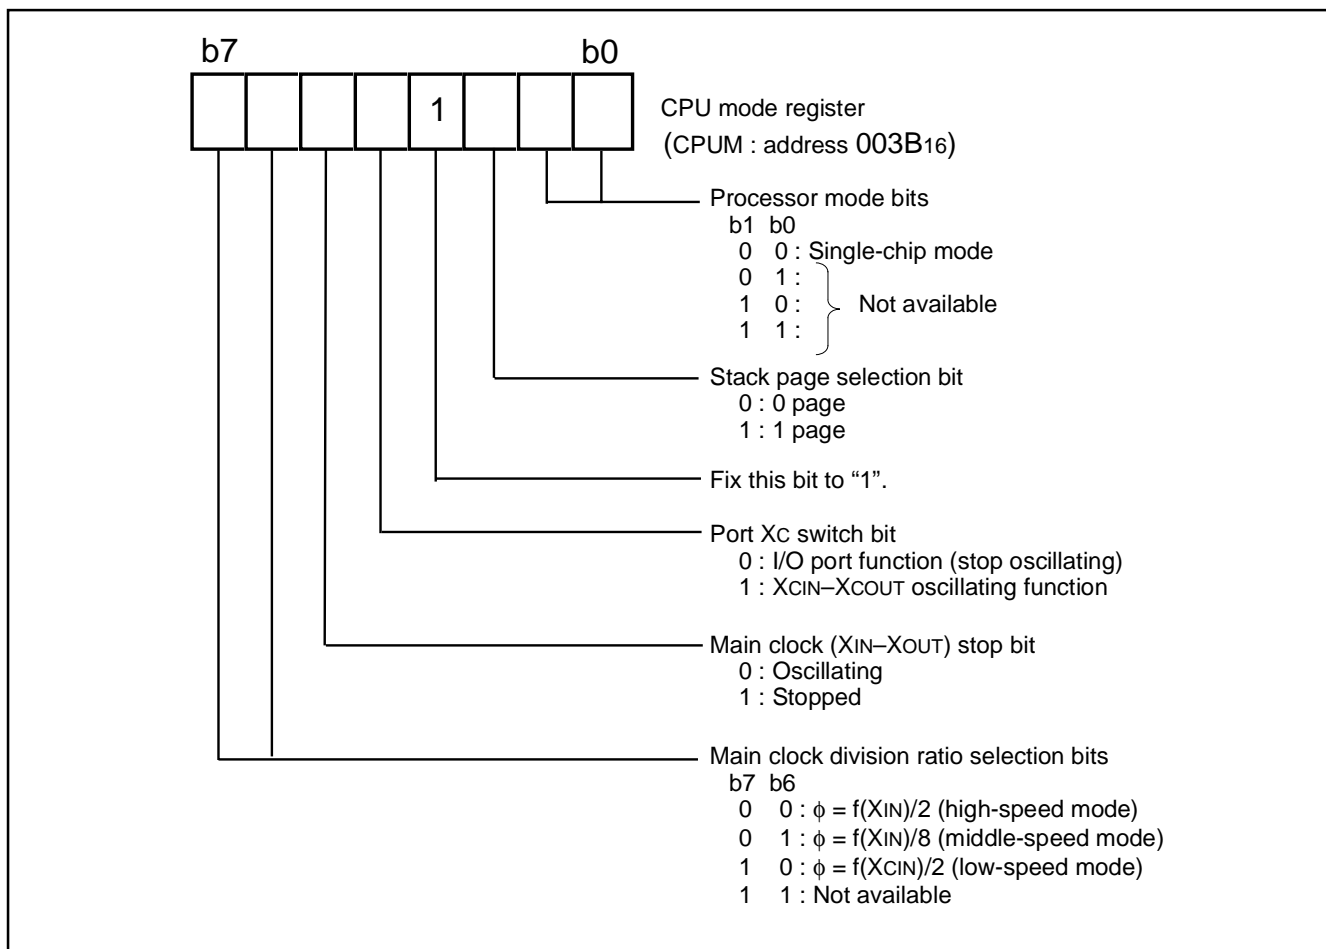 b7 b0
1
CPU mode register
(CPUM : address 003B16)
Processor mode bits
b1 b0
0 0 : Single-chip mode
0 1 :
1 0 : Not available
1 1 :
Stack page selection bit
0 : 0 page
1 : 1 page
Fix this bit to “1”.
Port XC switch bit
0 : I/O port function (stop oscillating)
1 : XCIN–XCOUT oscillating function
Main clock (XIN–XOUT) stop bit
0 : Oscillating
1 : Stopped
Main clock division ratio selection bits
b7 b6
0 0 : ϕ = f(XIN)/2 (high-speed mode)
0 1 : ϕ = f(XIN)/8 (middle-speed mode)
1 0 : ϕ = f(XCIN)/2 (low-speed mode)
1 1 : Not available